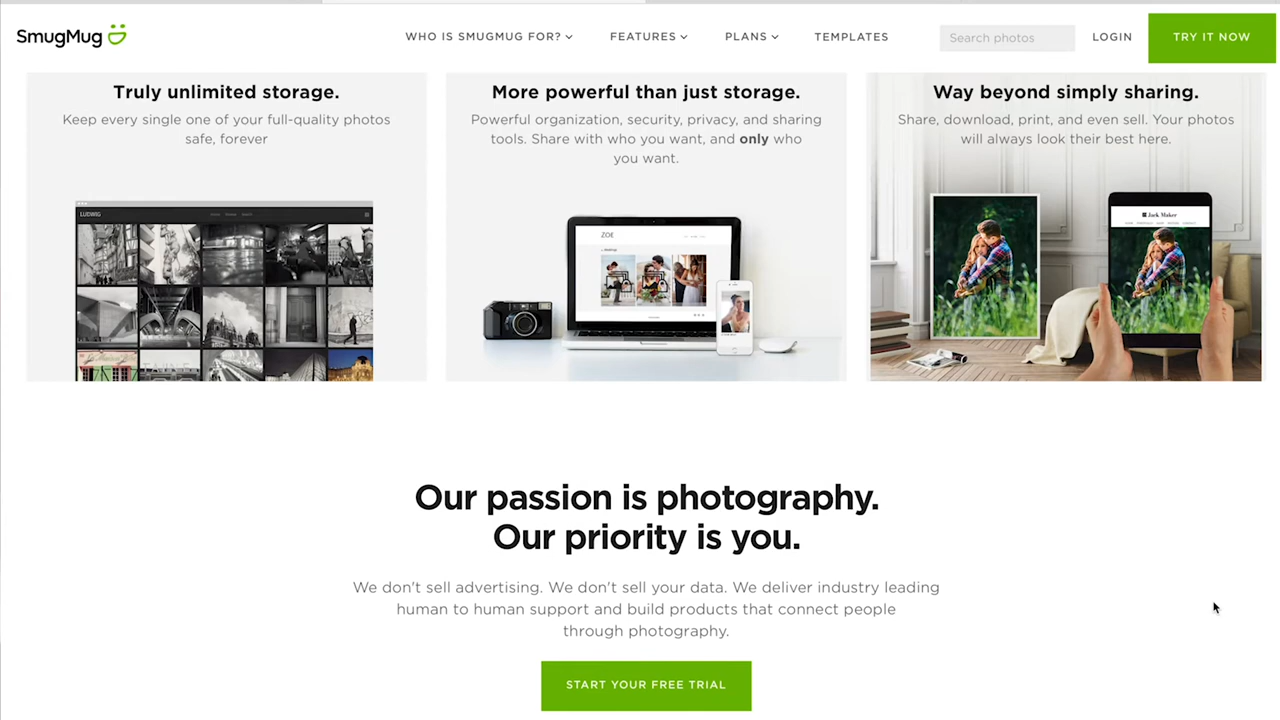 SmugMug
WHO IS SMUGMUG FOR?
FEATURES
PLANS
TEMPLATES
Search photos
LOGIN
TRY IT NOW
Truly unlimited storage.
Keep every single one of your full-quality photos
safe, forever
LUDWIG
More powerful than just storage.
Powerful organization, security, privacy, and sharing
tools. Share with who you want, and only who
you want.
ZOE
Way beyond simply sharing.
Share, download, print, and even sell. Your photos
will always look their best here.
Jack Maker
Our passion is photography.
Our priority is you.
We don't sell advertising. We don't sell your data. We deliver industry leading
human to human support and build products that connect people
through photography.
START YOUR FREE TRIAL